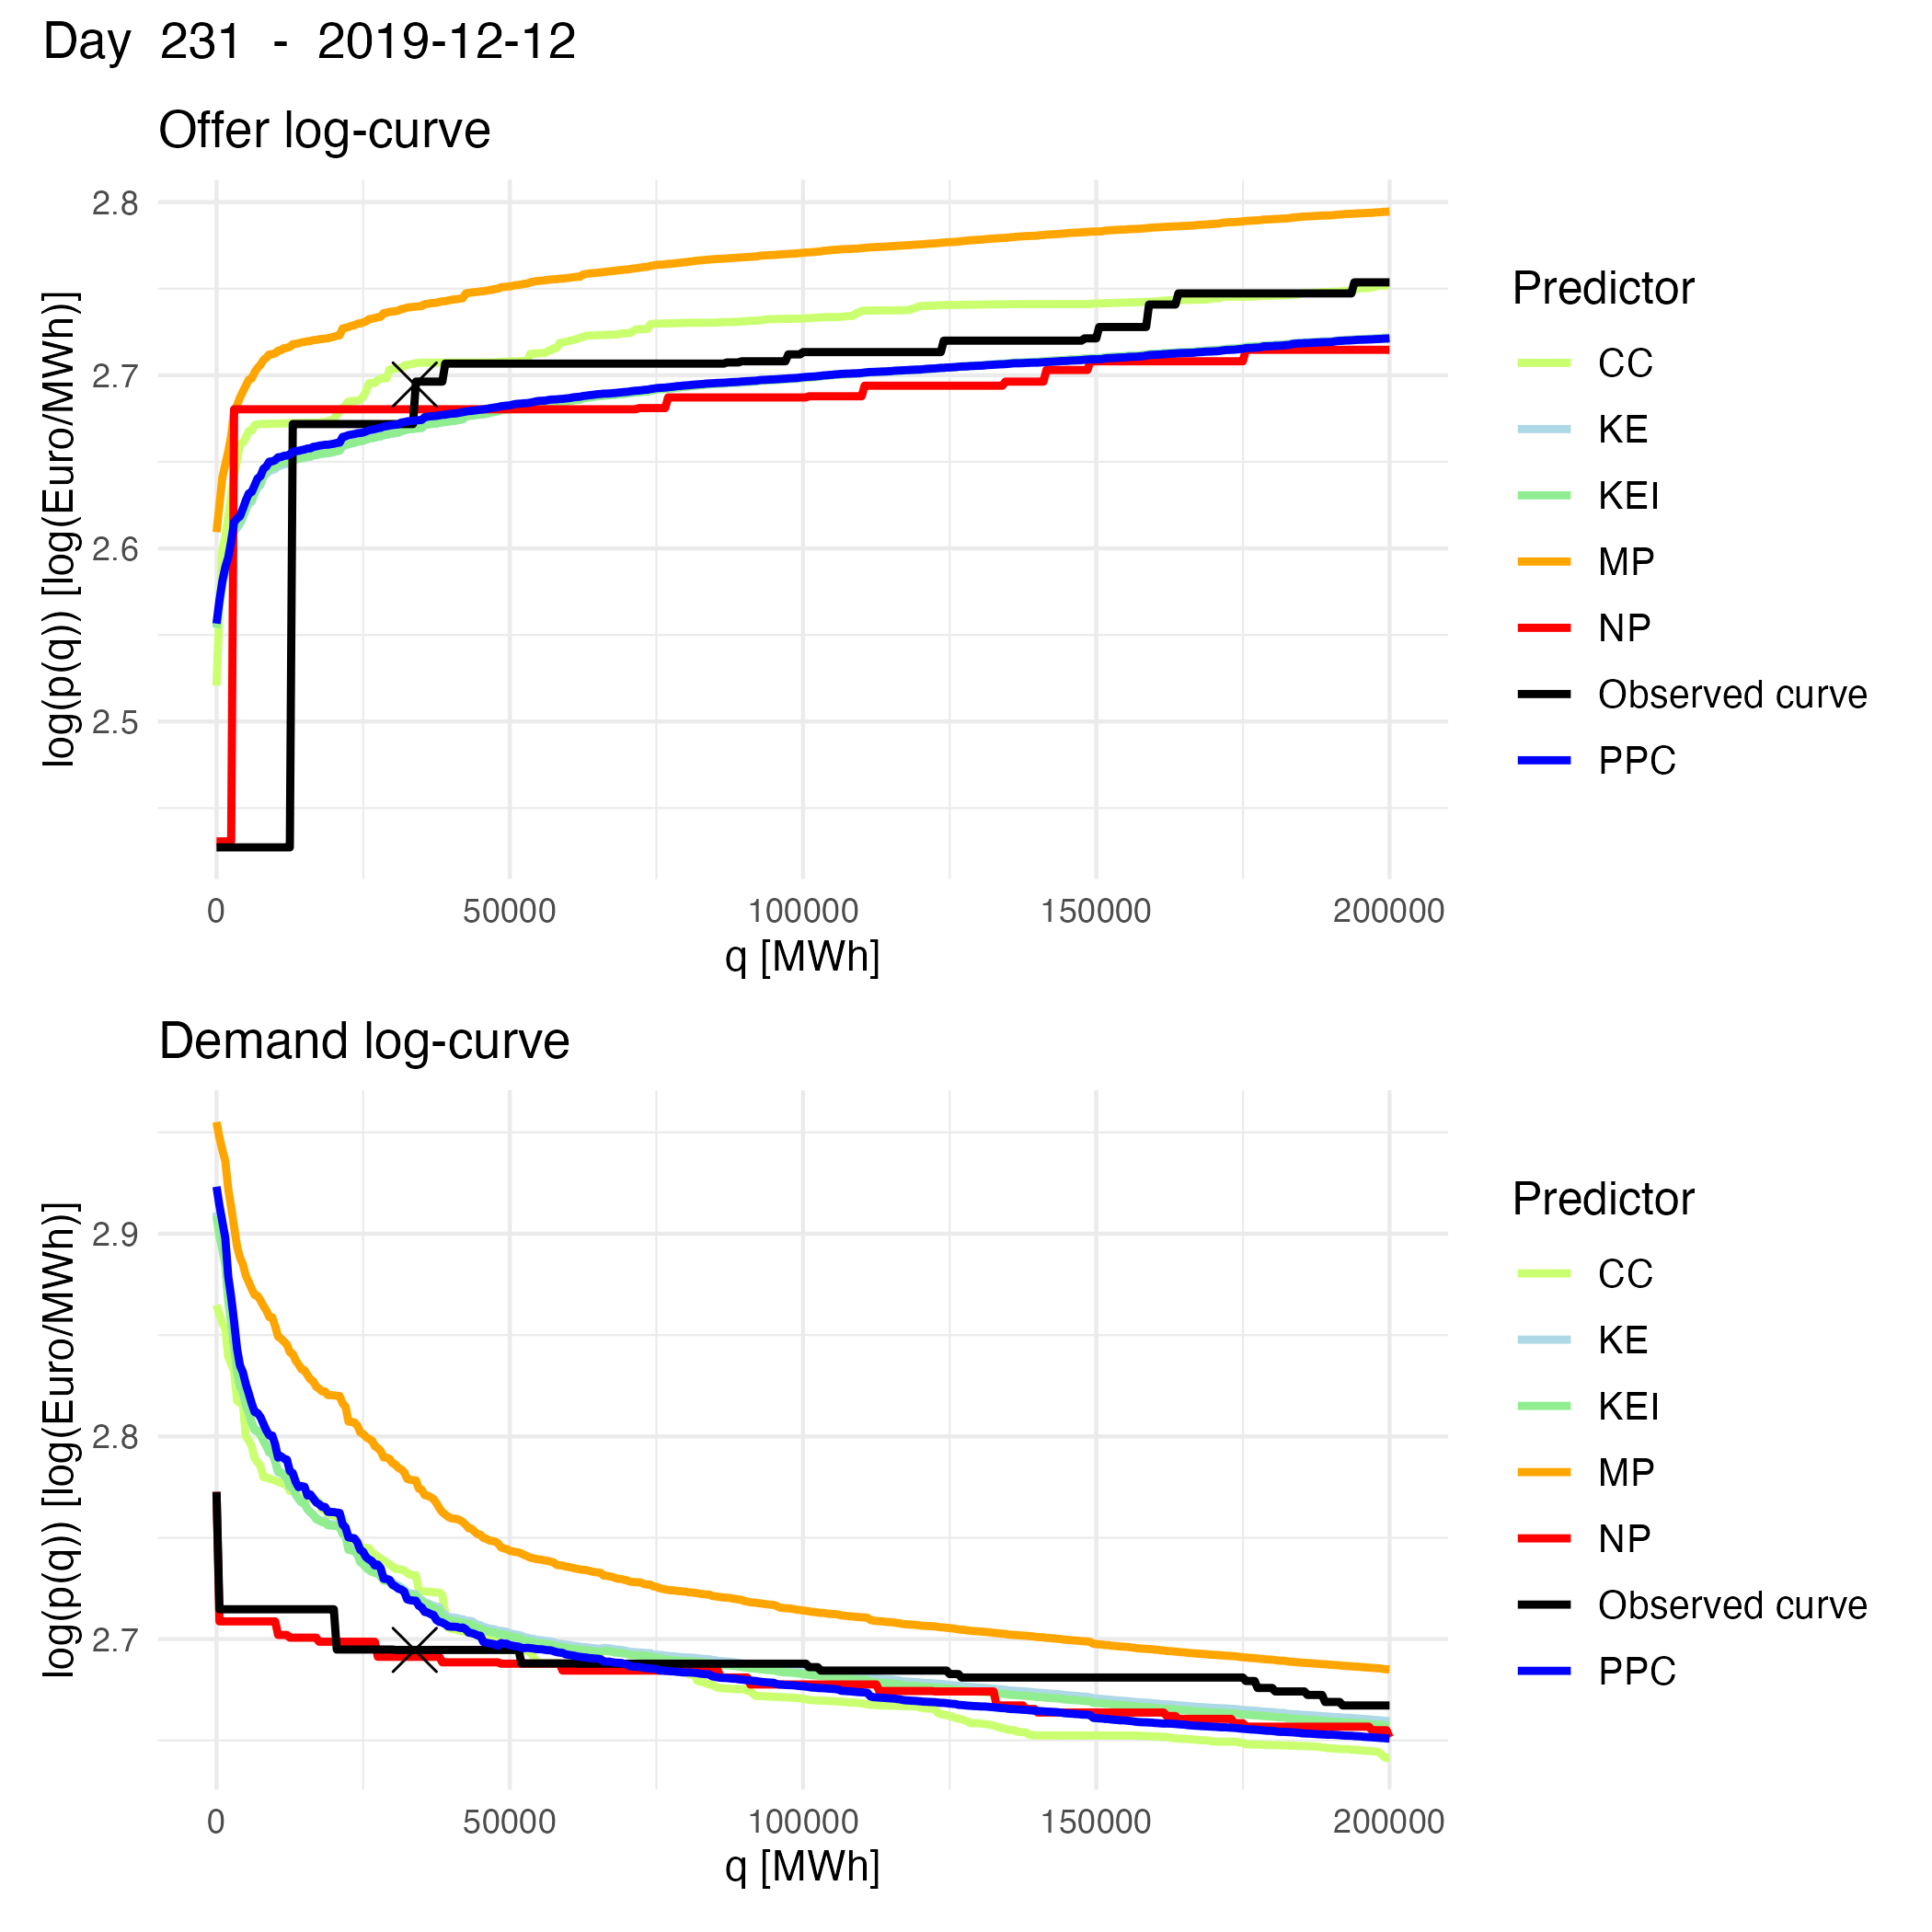 Day 231 - 2019-12-12
Offer log-curve
log(p(q)) [log(Euro/MWh)]
2.8
2.7
2.6
2.5
0 50000 100000 150000 200000
q [MWh]
Predictor
CC
KE
KEI
MP
NP
Observed curve
PPC
Demand log-curve
log(p(q)) [log(Euro/MWh)]
2.9
2.8
2.7
0 50000 100000 150000 200000
q [MWh]
Predictor
CC
KE
KEI
MP
NP
Observed curve
PPC